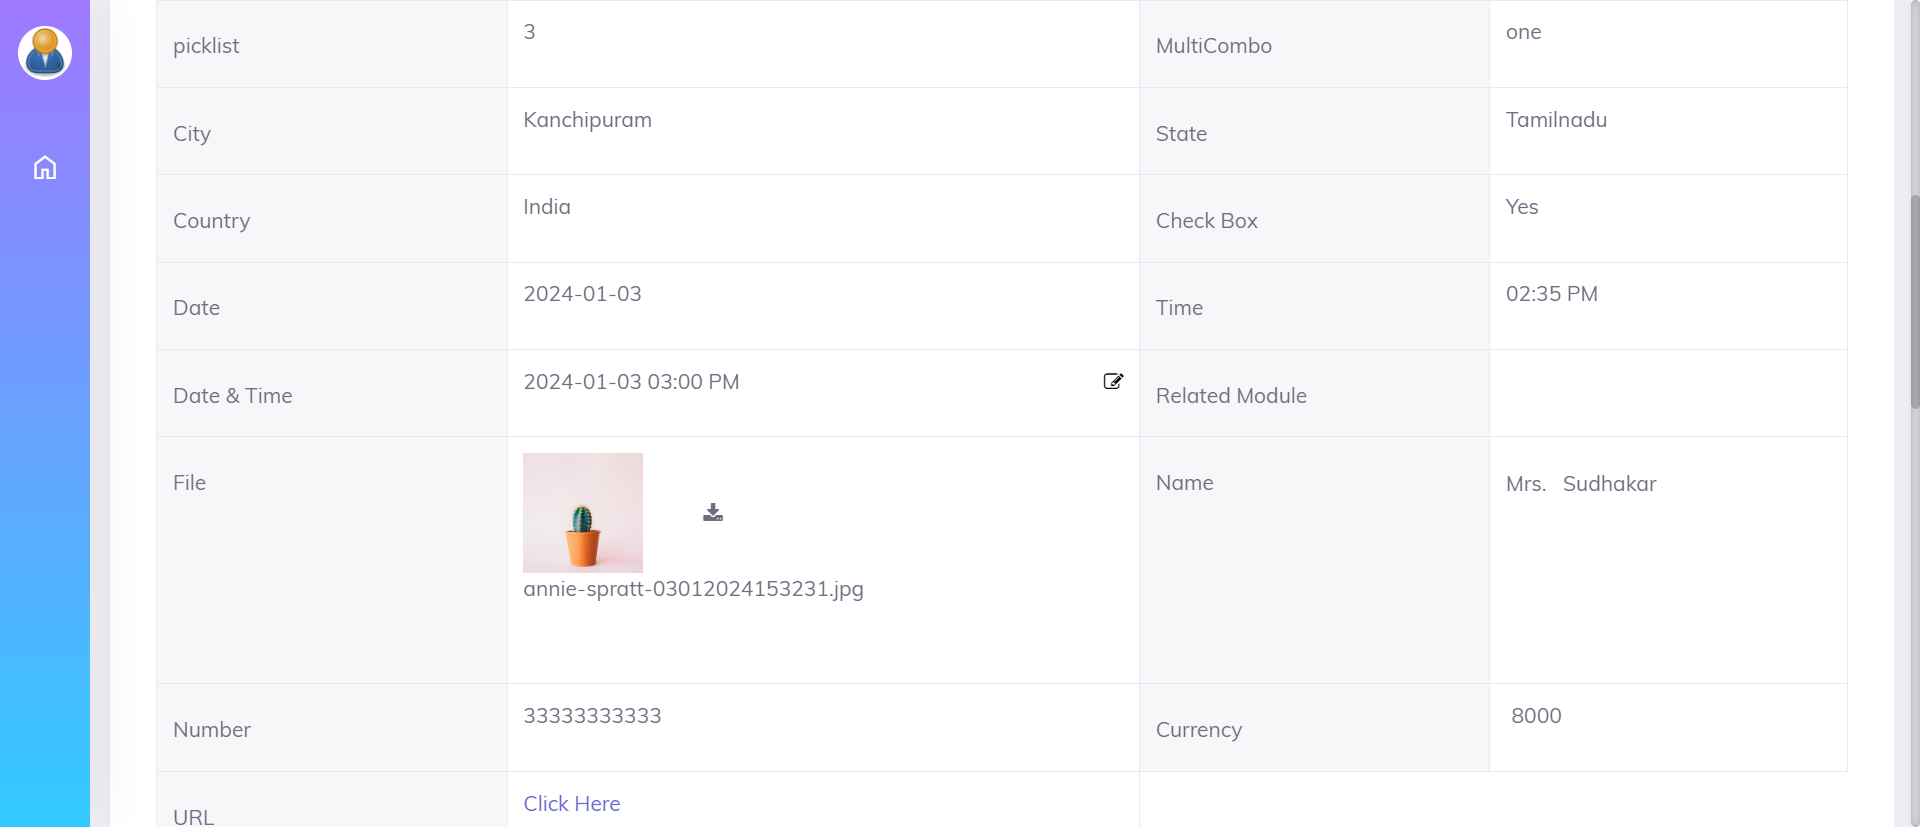 picklist 3 MultiCombo one
City Kanchipuram State Tamilnadu
Country India Check Box Yes
Date 2024-01-03 Time 02:35 PM
Date & Time 2024-01-03 03:00 PM Related Module
File Name Mrs. Sudhakar
annie-spratt-03012024153231.jpg
Number 33333333333 Currency 8000
URL Click Here